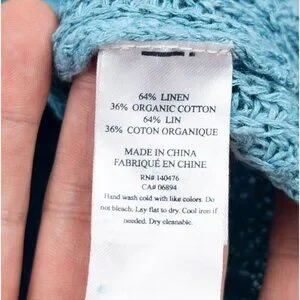 64% LINEN
36% ORGANIC COTTON
64% LIN
36% COTON ORGANIQUE
MADE IN CHINA
FABRIQUÉ EN CHINE
RN# 140476
CA# 06894
Hand wash cold with like colors. Do
not bleach. Lay flat to dry. Cool iron if
needed. Dry cleanable.